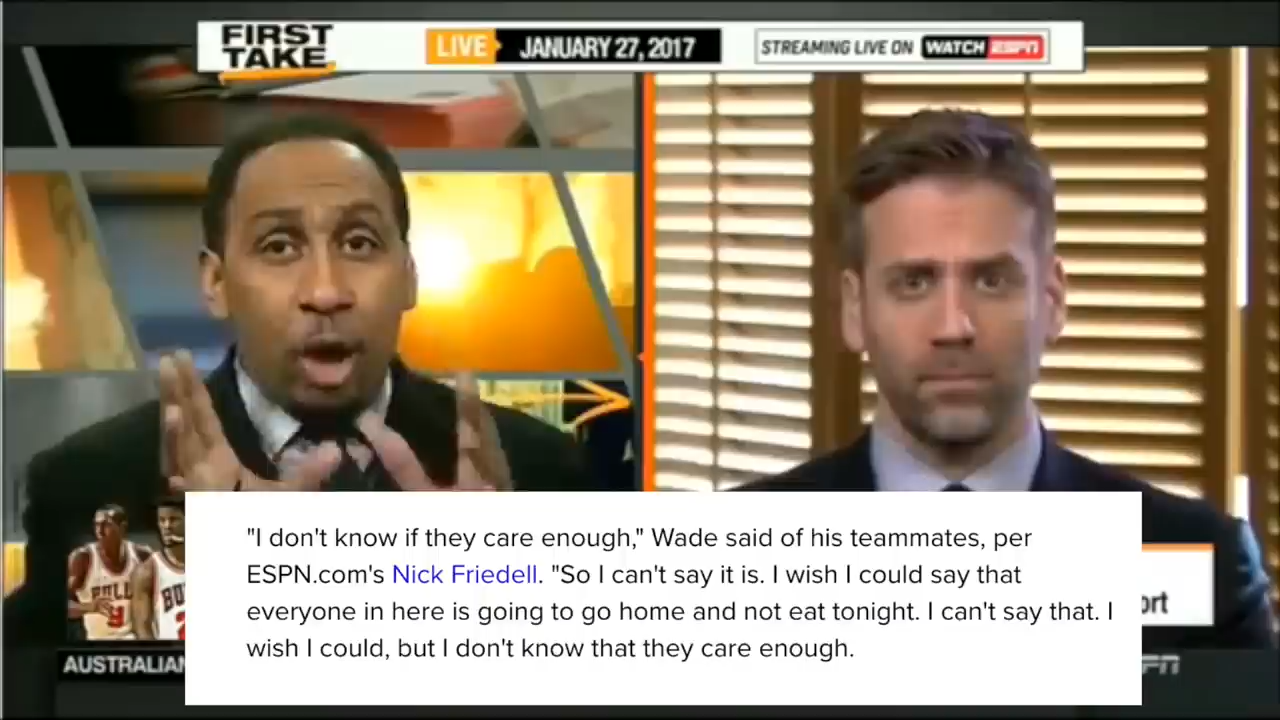 FIRST
TAKE
LIVE
JANUARY 27, 2017
STREAMING LIVE ON WATCH ESPN
"I don't know if they care enough," Wade said of his teammates, per
ESPN.com's Nick Friedell. "So I can't say it is. I wish I could say that
everyone in here is going to go home and not eat tonight. I can't say that. I
wish I could, but I don't know that they care enough.
AUSTRALIAN